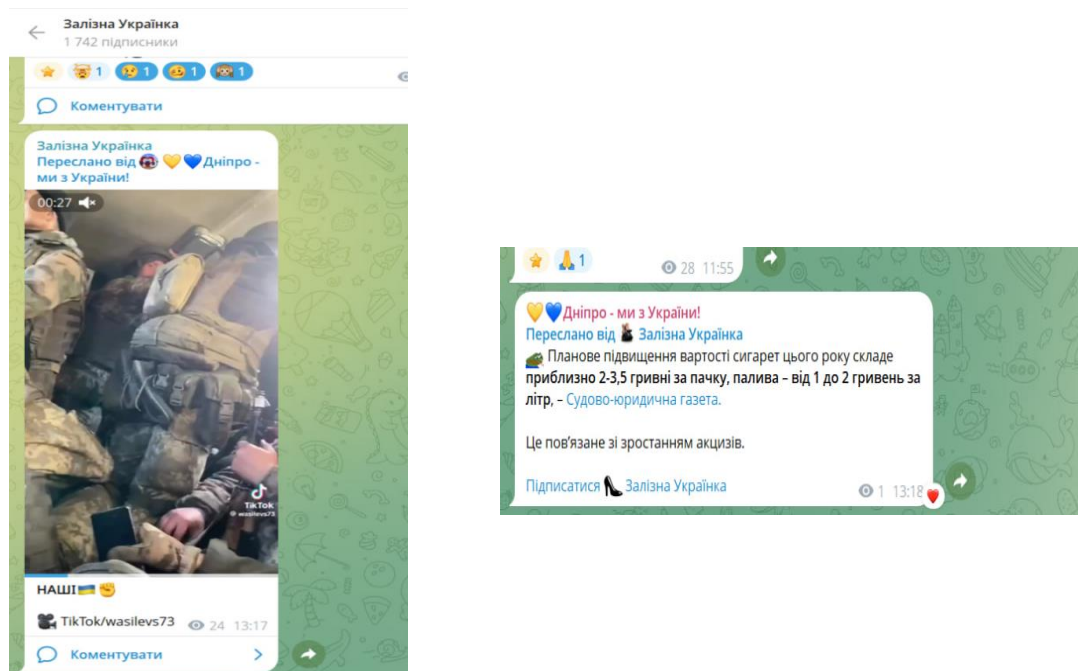 Залізна Українка
1 742 підписники
1 1 1 1
Коментувати
Залізна Українка
Переслано від Дніпро -
ми з України!
00:27
TikTok
@ wasilevs73
НАШІ
TikTok/wasilevs73 24 13:17
Коментувати
1
28 11:55
Дніпро - ми з України!
Переслано від Залізна Українка
Планове підвищення вартості сигарет цього року складе
приблизно 2-3,5 гривні за пачку, палива – від 1 до 2 гривень за
літр, – Судово-юридична газета.
Це пов'язане зі зростанням акцизів.
Підписатися Залізна Українка
1 13:18